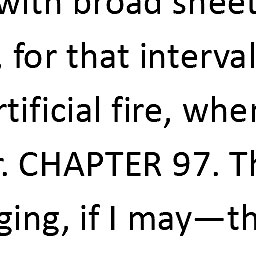 with broad sheet
, for that interval
rtificial fire, wher
r. CHAPTER 97. Th
ging, if I may—th